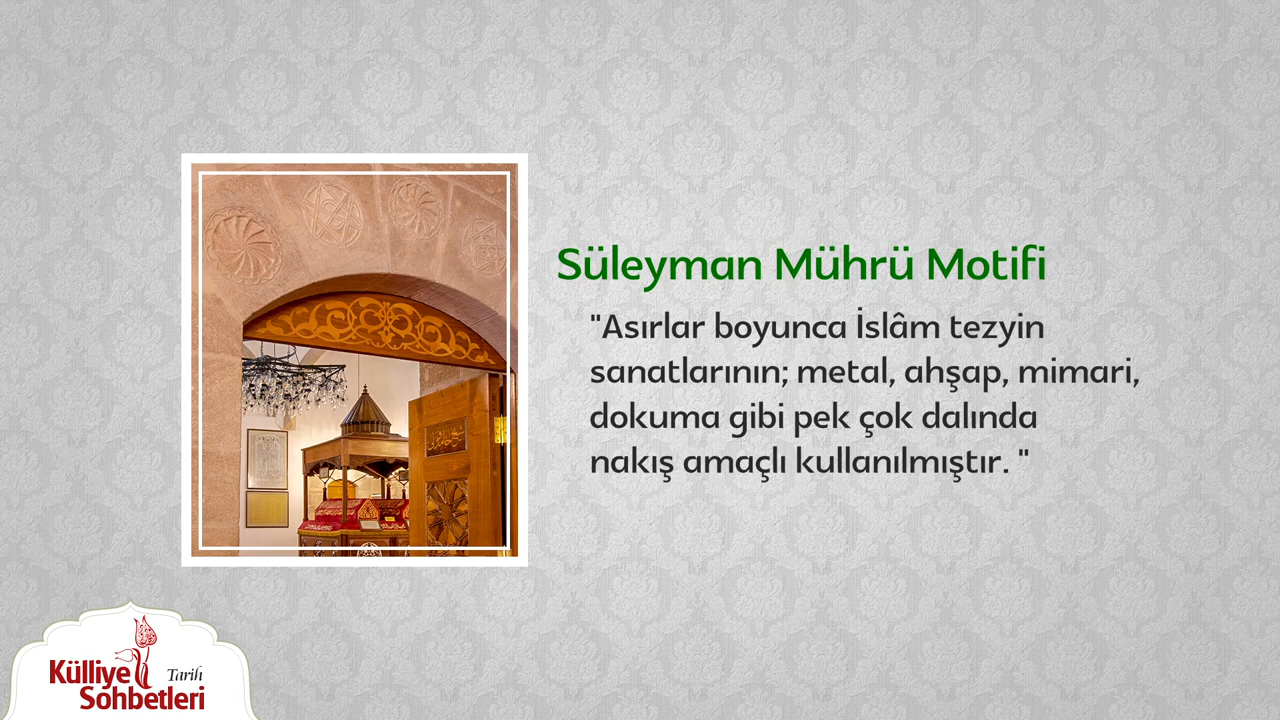 Süleyman Mührü Motifi
"Asırlar boyunca İslâm tezyin
sanatlarının; metal, ahşap, mimari,
dokuma gibi pek çok dalında
nakış amaçlı kullanılmıştır. "
Külliye Tarih
Sohbetleri